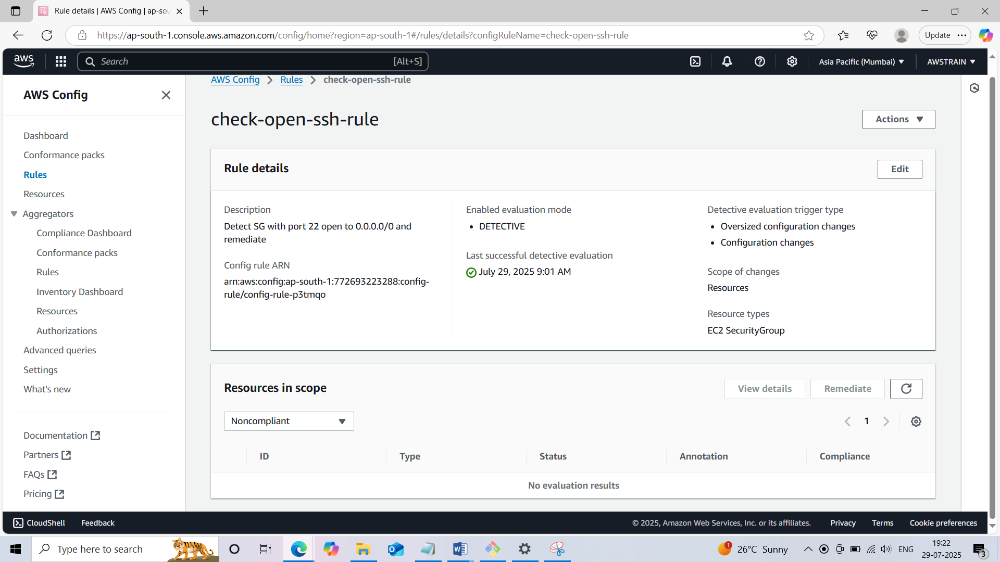 Rule details | AWS Config | ap-sou
https://ap-south-1.console.aws.amazon.com/config/home?region=ap-south-1#/rules/details?configRuleName=check-open-ssh-rule
Update
aws
Search
[Alt+S]
Asia Pacific (Mumbai)
AWSTRAIN
AWS Config
Dashboard
Conformance packs
Rules
Resources
Aggregators
Compliance Dashboard
Conformance packs
Rules
Inventory Dashboard
Resources
Authorizations
Advanced queries
Settings
What's new
Documentation
Partners
FAQs
Pricing
AWS Config > Rules > check-open-ssh-rule
check-open-ssh-rule
Actions
Rule details
Edit
Description
Detect SG with port 22 open to 0.0.0.0/0 and
remediate
Config rule ARN
arn:aws:config:ap-south-1:772693223288:config-
rule/config-rule-p3tmqo
Enabled evaluation mode
• DETECTIVE
Last successful detective evaluation
July 29, 2025 9:01 AM
Detective evaluation trigger type
• Oversized configuration changes
• Configuration changes
Scope of changes
Resources
Resource types
EC2 SecurityGroup
Resources in scope
View details
Remediate
Noncompliant
1
ID
Type
Status
Annotation
Compliance
No evaluation results
CloudShell
Feedback
© 2025, Amazon Web Services, Inc. or its affiliates.
Privacy
Terms
Cookie preferences
Type here to search
1
26°C Sunny
ENG
19:22
29-07-2025
3